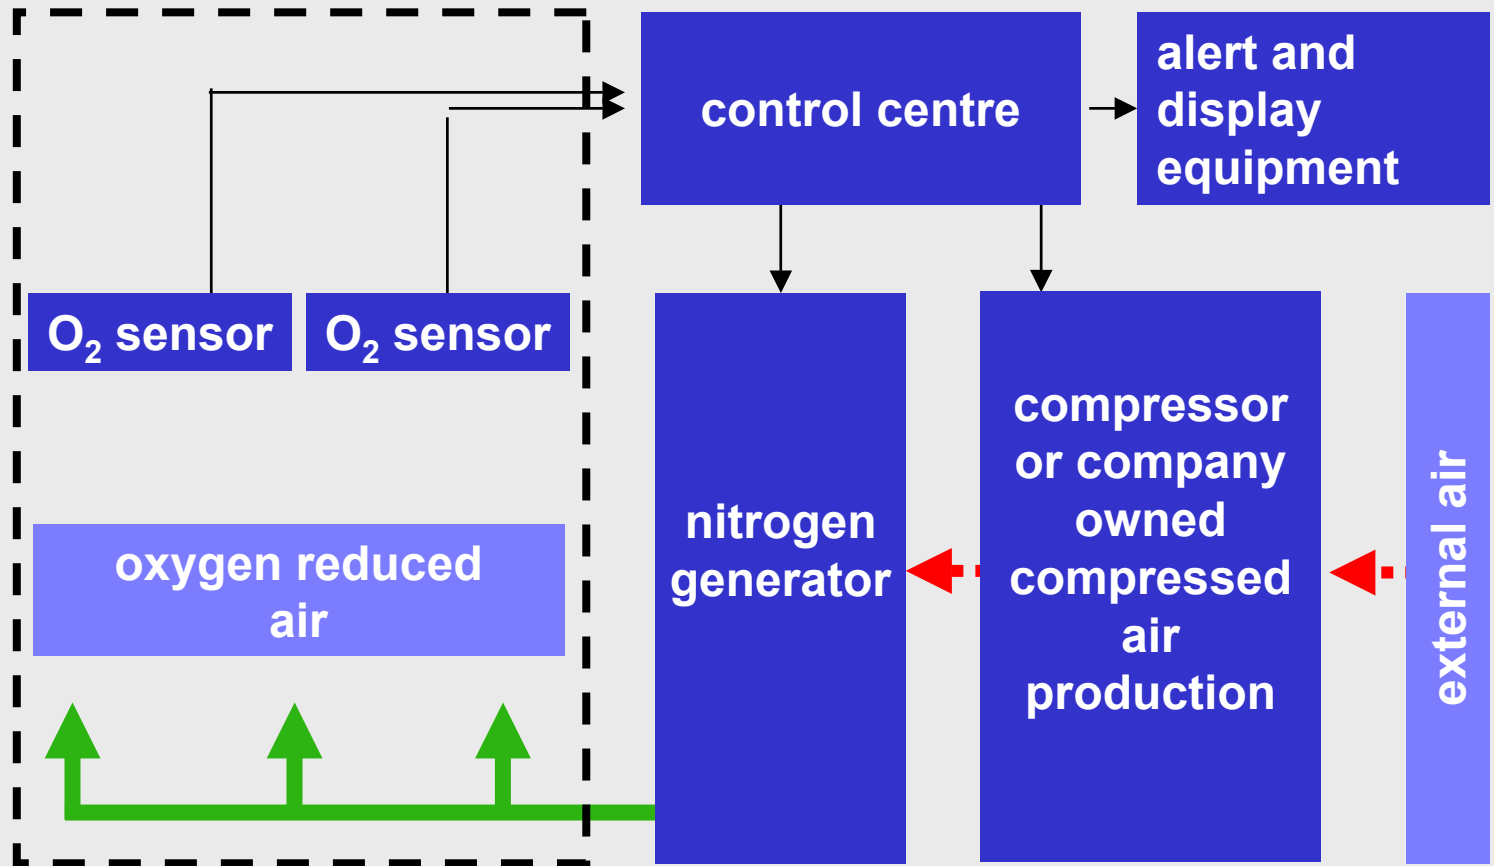 control centre
alert and
display
equipment
O₂ sensor
O₂ sensor
oxygen reduced
air
nitrogen
generator
compressor
or company
owned
compressed
air
production
external air